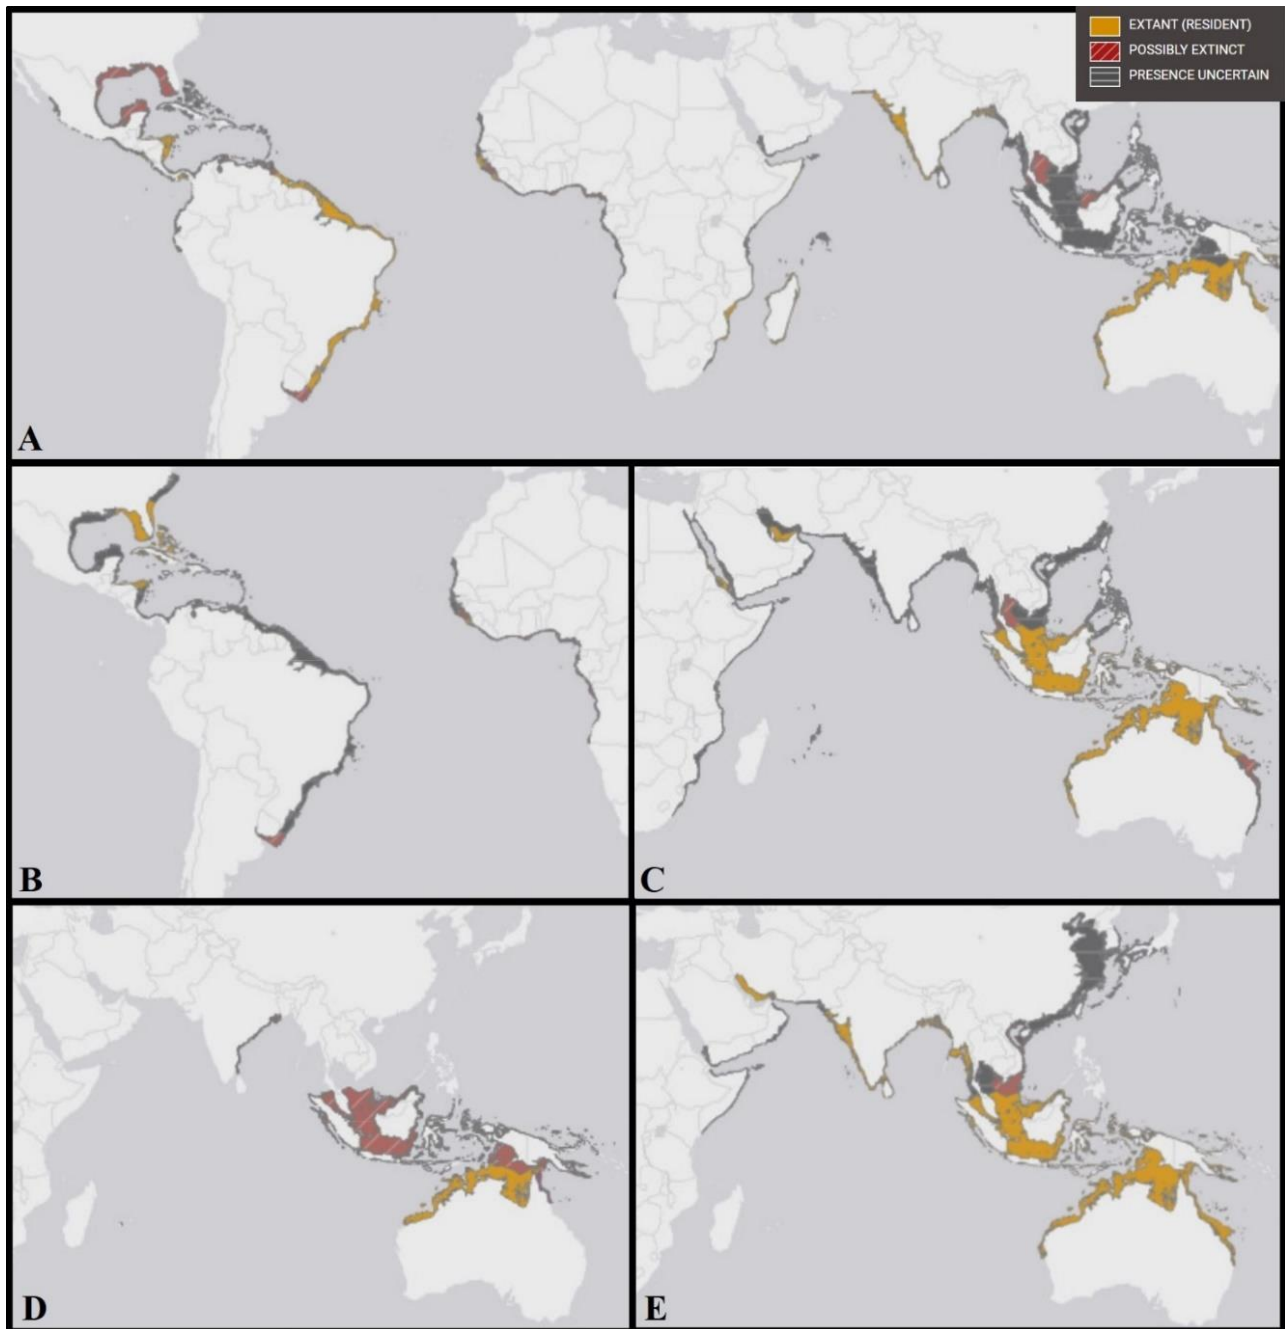 EXTANT (RESIDENT)
POSSIBLY EXTINCT
PRESENCE UNCERTAIN
A
B
C
D
E